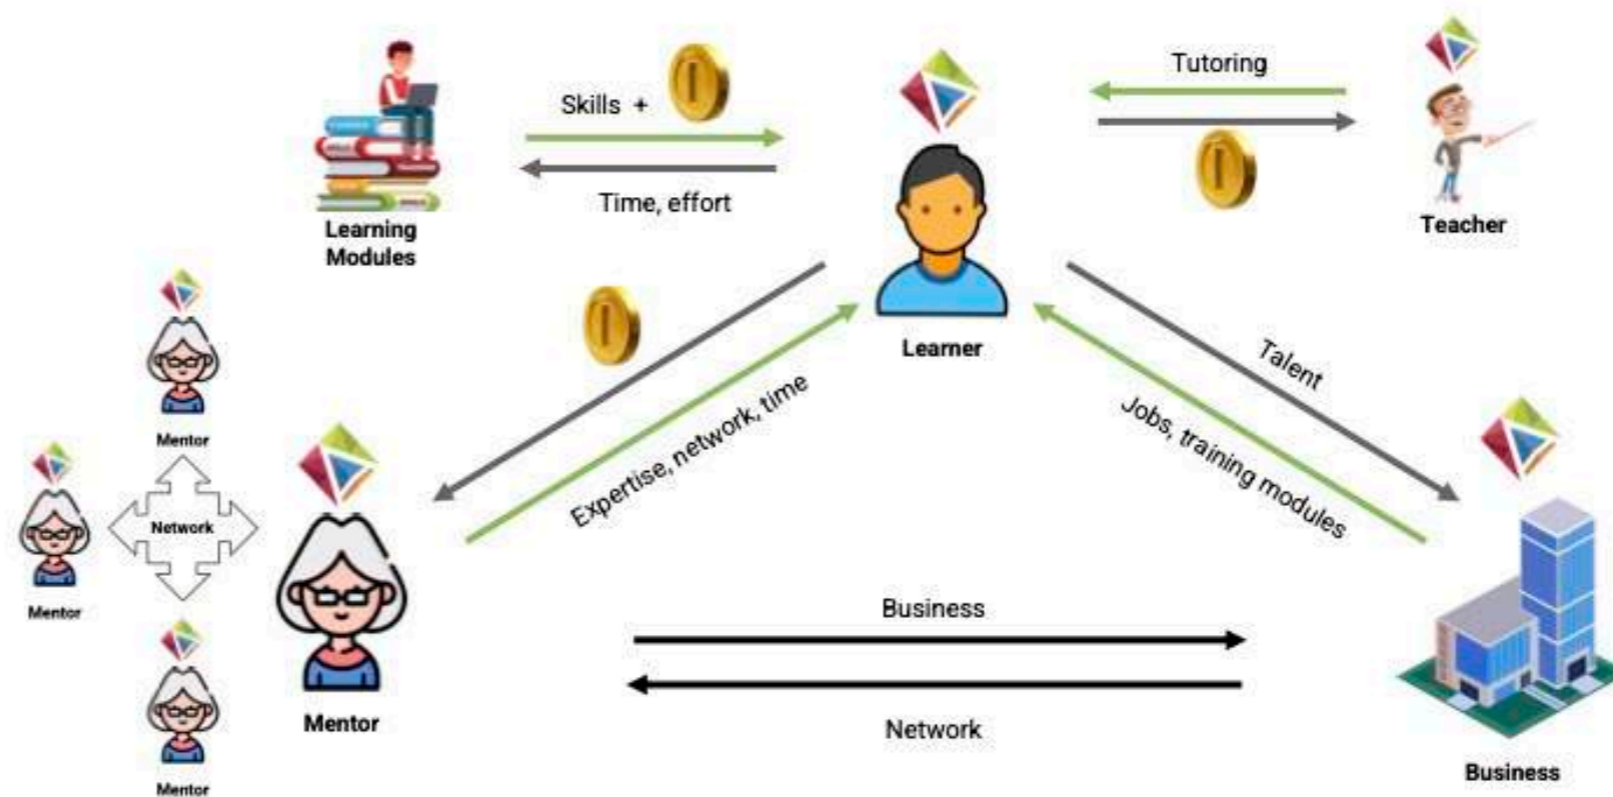 Tutoring
Skills +
Time, effort
Learning
Modules
Teacher
Learner
Talent
Expertise, network, time
Jobs, training modules
Mentor
Mentor
Network
Mentor
Mentor
Business
Network
Mentor
Business